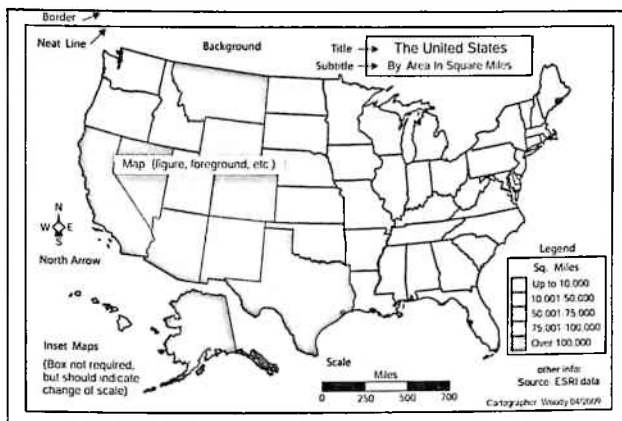 Border
Neat Line
Background
Title
The United States
Subtitle
By Area In Square Miles
Map (figure, foreground, etc.)
N
W E
S
North Arrow
Legend
Sq. Miles
Up to 10,000
10,001-50,000
50,001-75,000
75,001-100,000
Over 100,000
Inset Maps
(Box not required,
but should indicate
change of scale)
Scale
Miles
0 250 500 700
other info:
Source: ESRI data
Cartographer: Woody 04/2009